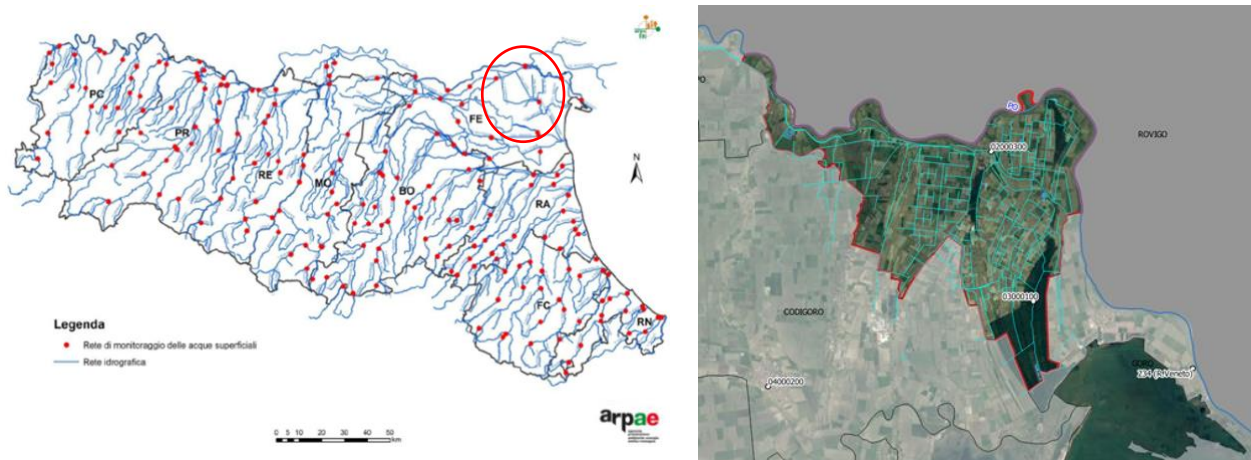 PC
PR
RE
MO
BO
FE
RA
FC
RN
N
Legenda
Rete di monitoraggio delle acque superficiali
Rete idrografica
0 5 10 20 30 40 50
km
arpae
PO
ROVIGO
02000300
03000100
CODIGORO
04000200
GORO
234 (R.Veneto)